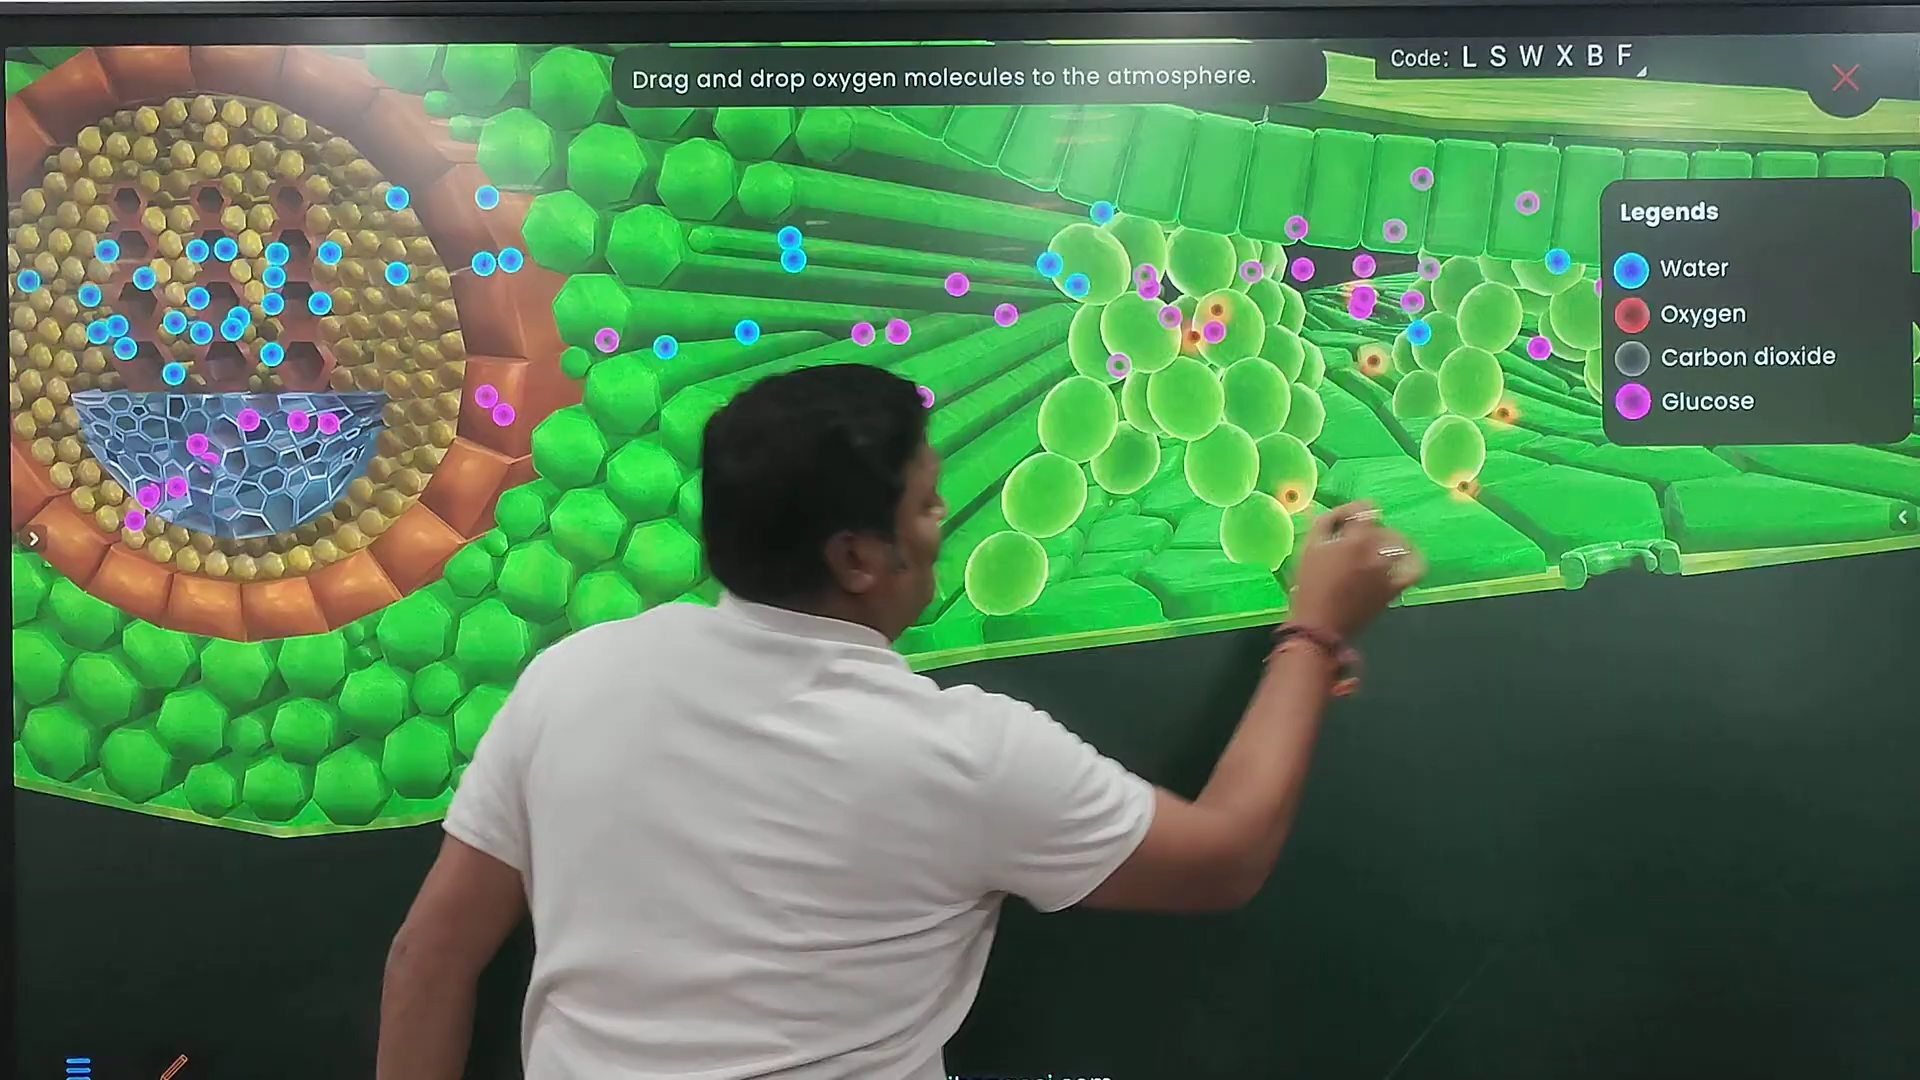 Drag and drop oxygen molecules to the atmosphere.
Code: L S W X B F
Legends
Water
Oxygen
Carbon dioxide
Glucose